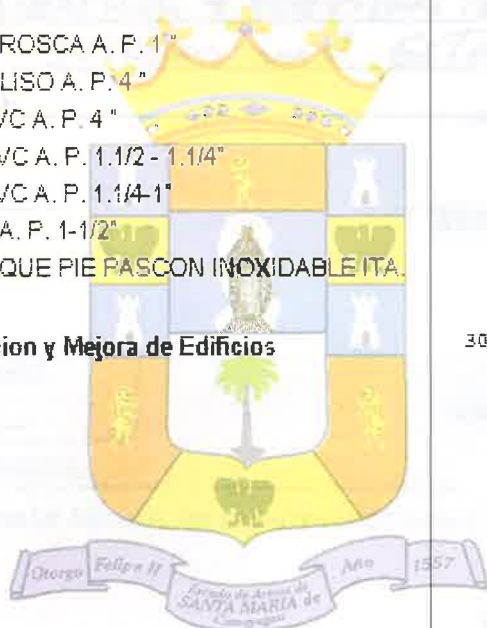 ROSCA A. P. 1"
LISO A. P. 4"
VC A. P. 4"
VC A. P. 1.1/2 - 1.1/4"
VC A. P. 1.1/4-1"
A. P. 1-1/2"
QUE PIE PASCON INOXIDABLE ITA.
cion y Mejora de Edificios
30
Otorgo Felipe II
Año 1557
Escudo de Armas de
SANTA MARIA de
Comayagua